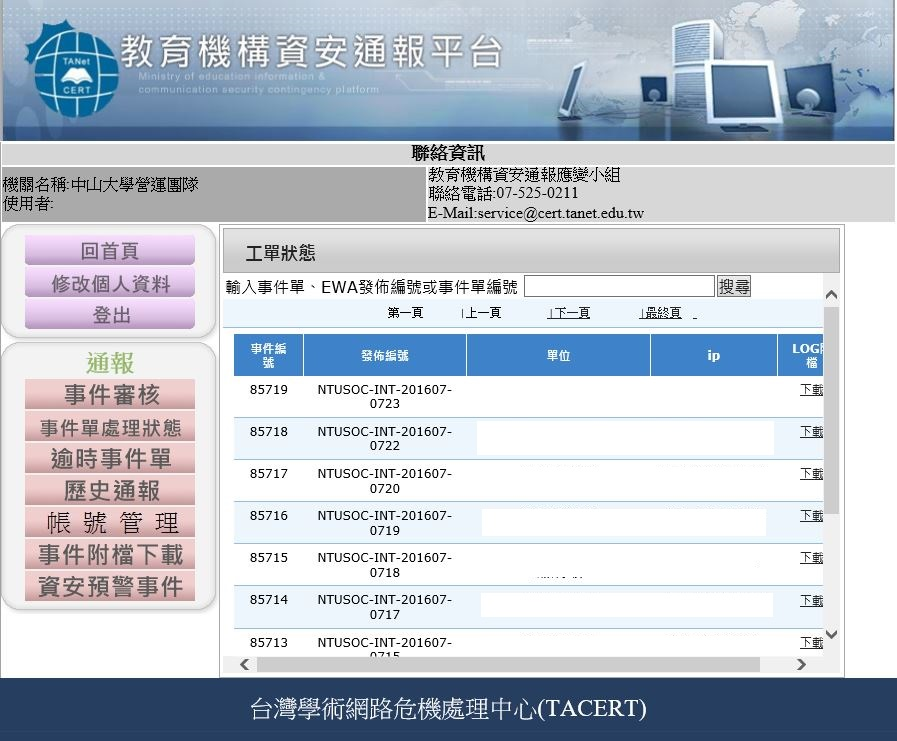 TANet
CERT
教育機構資安通報平台
Ministry of education information &
communication security contingency platform
聯絡資訊
機關名稱:中山大學營運團隊
使用者:
教育機構資安通報應變小組
聯絡電話:07-525-0211
E-Mail:service@cert.tanet.edu.tw
回首頁
修改個人資料
登出
通報
事件審核
事件單處理狀態
逾時事件單
歷史通報
帳號管理
事件附檔下載
資安預警事件
工單狀態
輸入事件單、EWA發佈編號或事件單編號 搜尋
第一頁 |上一頁 |下一頁 |最終頁
事件編號 發佈編號 單位 ip LOG檔
85719 NTUSOC-INT-201607-0723 下載
85718 NTUSOC-INT-201607-0722 下載
85717 NTUSOC-INT-201607-0720 下載
85716 NTUSOC-INT-201607-0719 下載
85715 NTUSOC-INT-201607-0718 下載
85714 NTUSOC-INT-201607-0717 下載
85713 NTUSOC-INT-201607-0715 下載
台灣學術網路危機處理中心(TACERT)